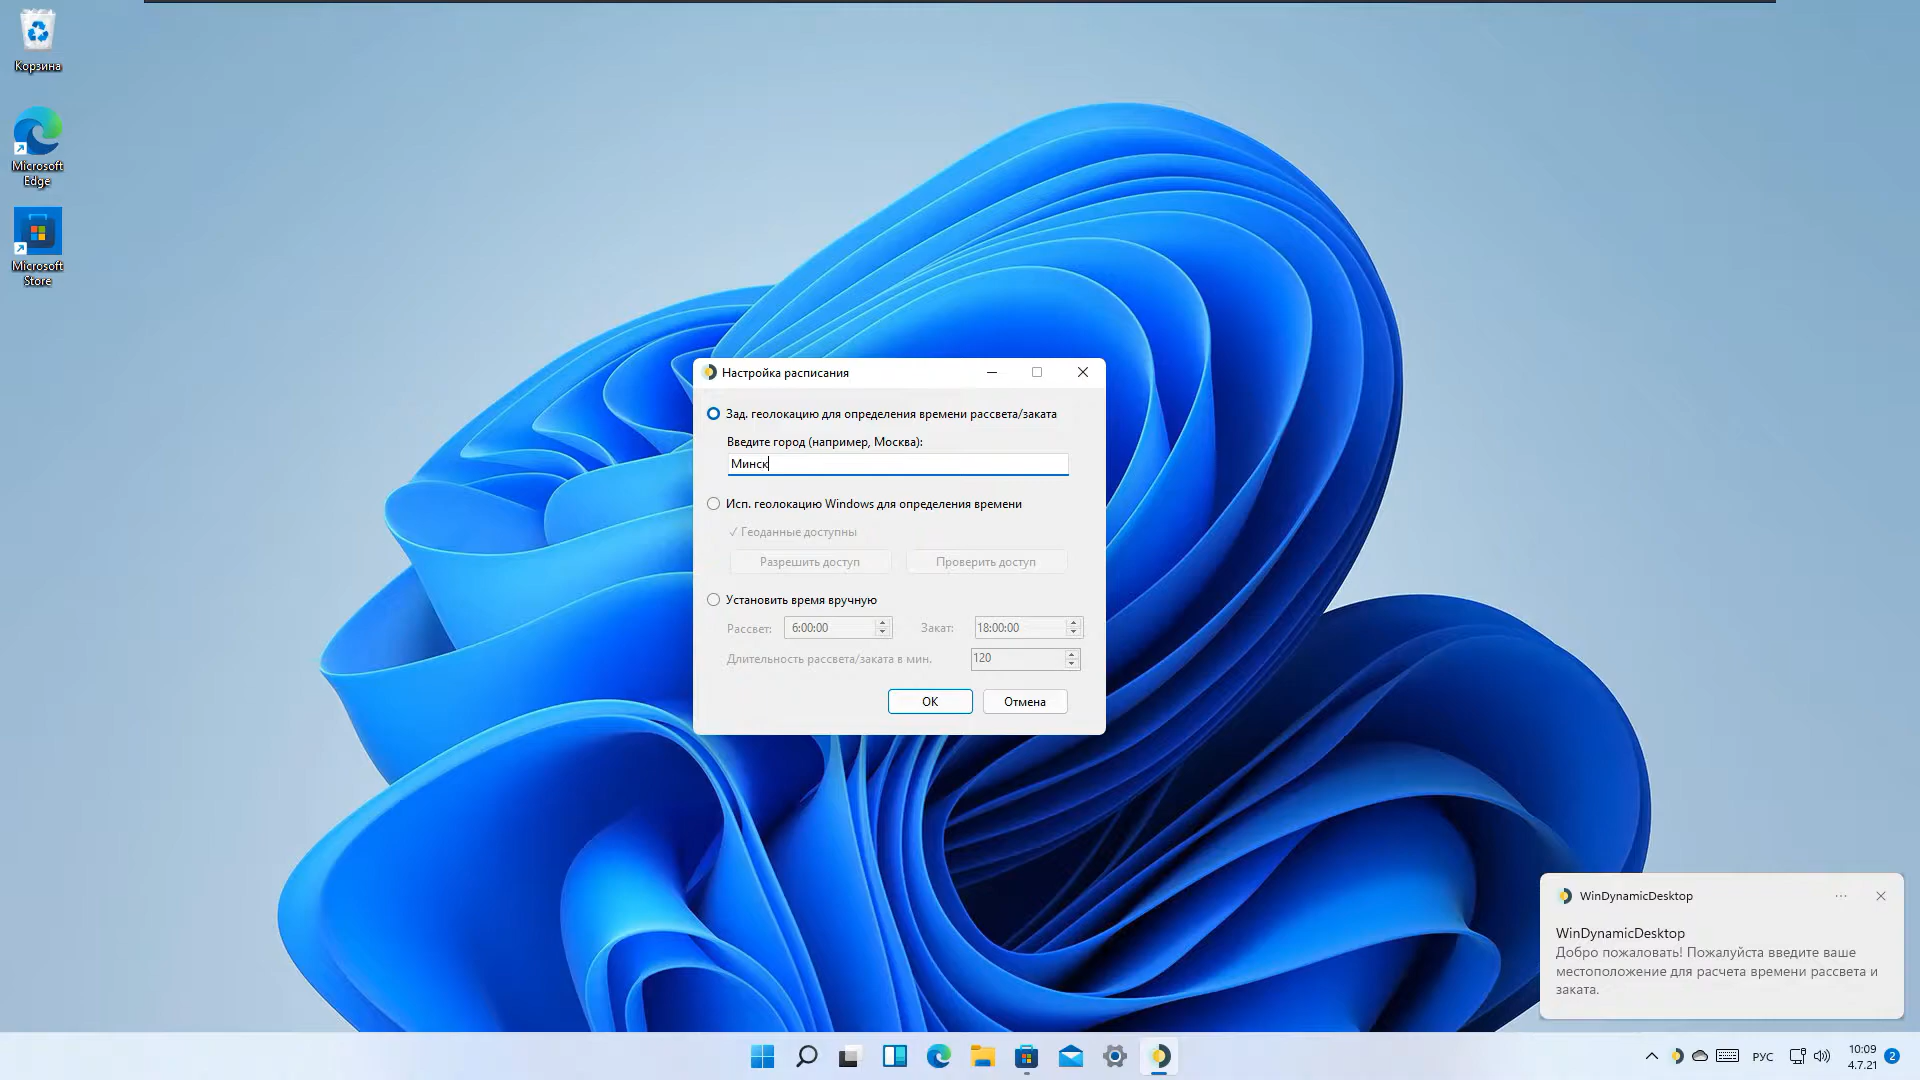 Корзина
Microsoft
Edge
Microsoft
Store
Настройка расписания
Зад. геолокацию для определения времени рассвета/заката
Введите город (например, Москва):
Минск
Исп. геолокацию Windows для определения времени
✓ Геоданные доступны
Разрешить доступ
Проверить доступ
Установить время вручную
Рассвет: 6:00:00 Закат: 18:00:00
Длительность рассвета/заката в мин. 120
OK
Отмена
WinDynamicDesktop
WinDynamicDesktop
Добро пожаловать! Пожалуйста введите ваше
местоположение для расчета времени рассвета и
заката.
РУС
10:09
4.7.21
2